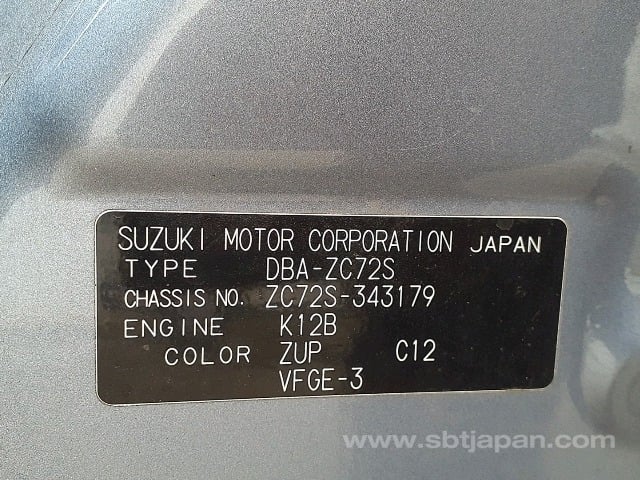 SUZUKI MOTOR CORPORATION JAPAN
TYPE DBA-ZC72S
CHASSIS NO. ZC72S-343179
ENGINE K12B
COLOR ZUP C12
VFGE-3
www.sbtjapan.com